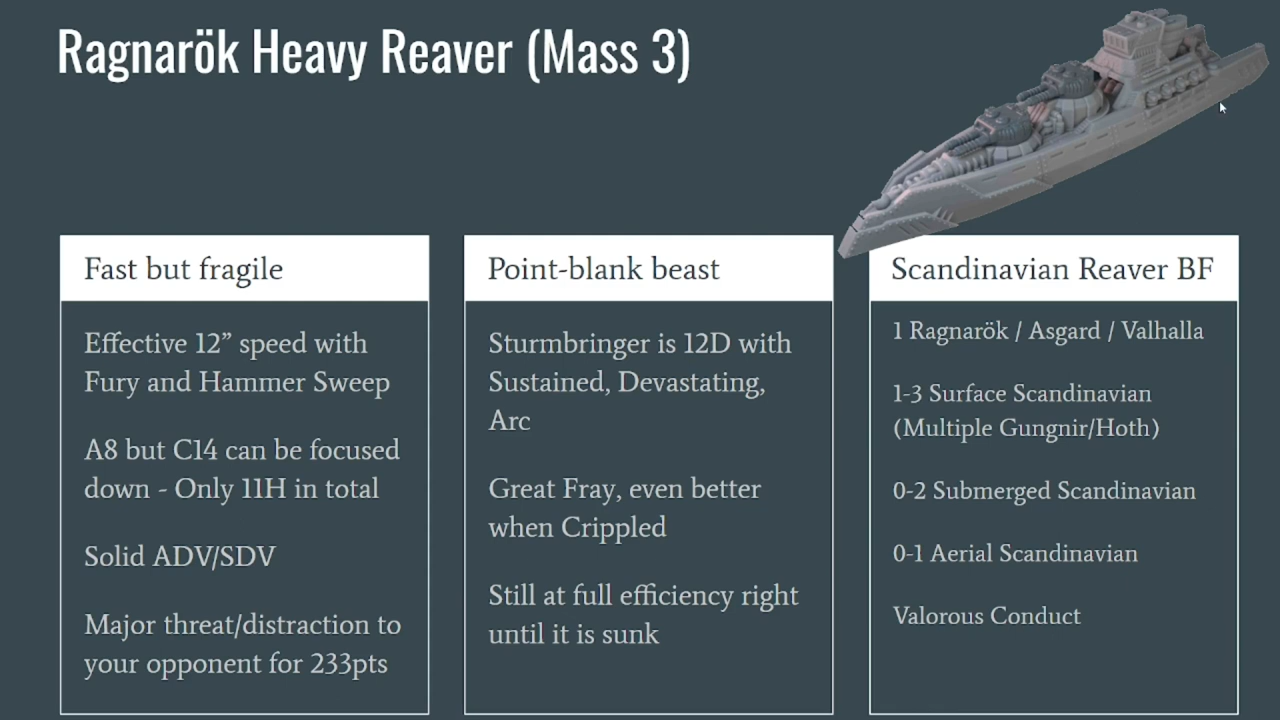 Ragnarök Heavy Reaver (Mass 3)
Fast but fragile
Effective 12” speed with
Fury and Hammer Sweep
A8 but C14 can be focused
down - Only 11H in total
Solid ADV/SDV
Major threat/distraction to
your opponent for 233pts
Point-blank beast
Sturmbringer is 12D with
Sustained, Devastating,
Arc
Great Fray, even better
when Crippled
Still at full efficiency right
until it is sunk
Scandinavian Reaver BF
1 Ragnarök / Asgard / Valhalla
1-3 Surface Scandinavian
(Multiple Gungnir/Hoth)
0-2 Submerged Scandinavian
0-1 Aerial Scandinavian
Valorous Conduct